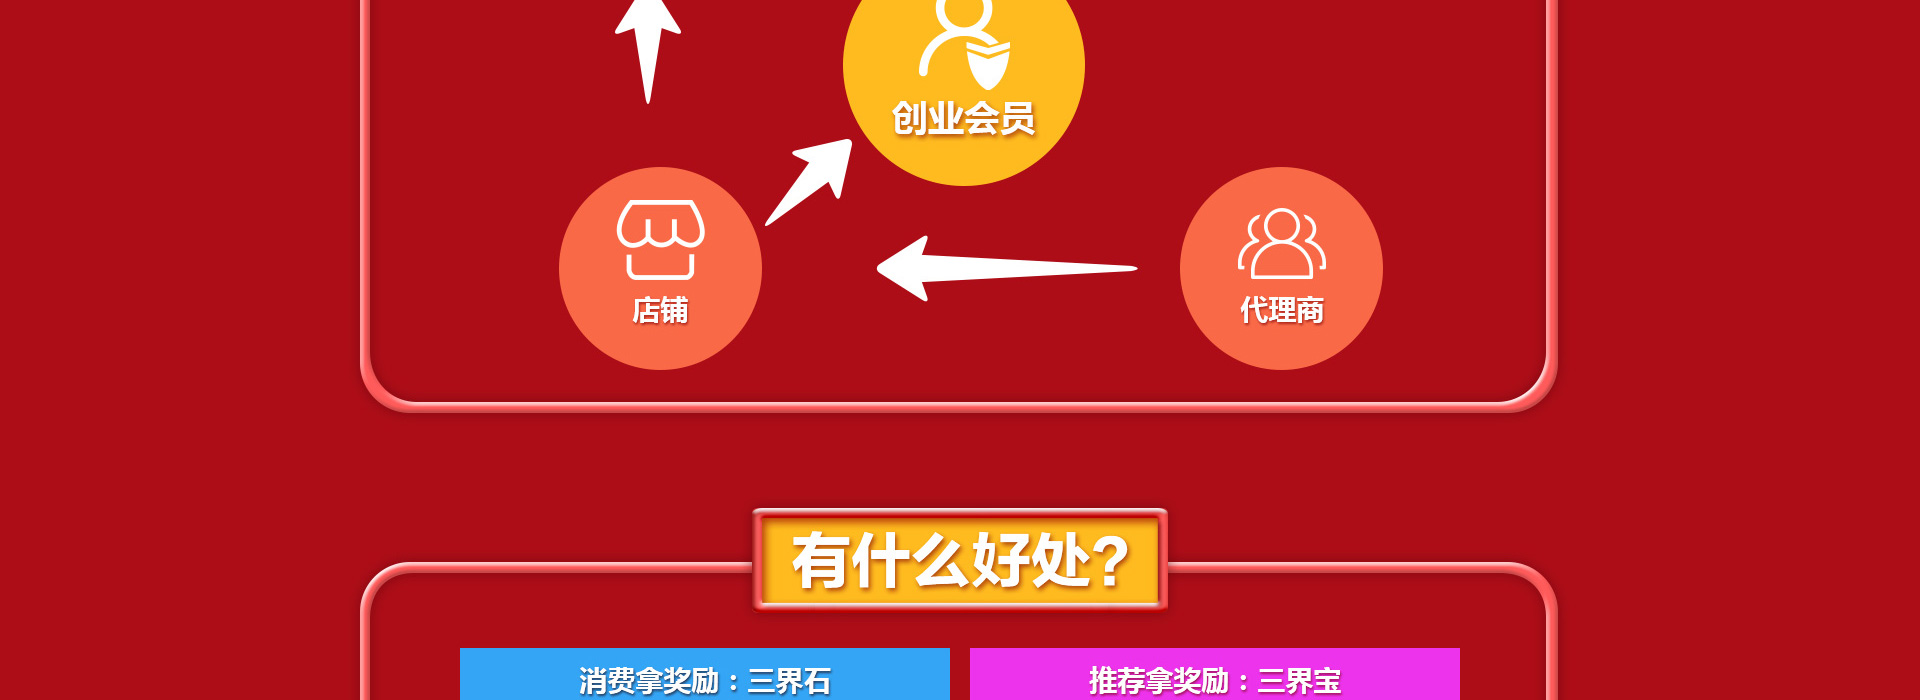 创业会员
店铺
代理商
有什么好处?
消费拿奖励：三界石
推荐拿奖励：三界宝